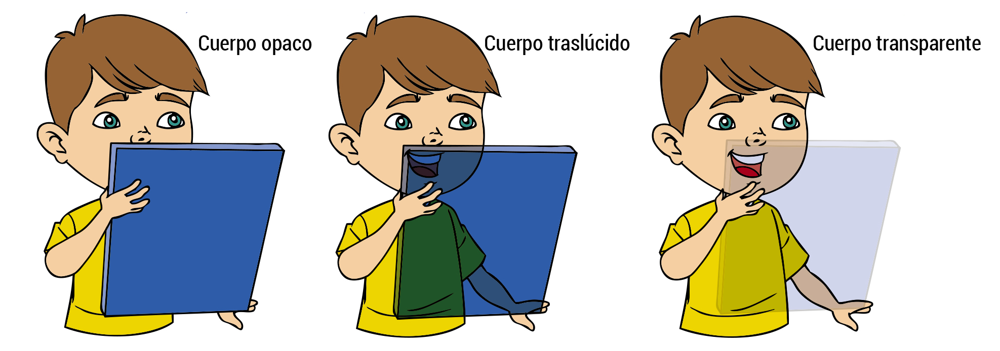 Cuerpo opaco
Cuerpo traslúcido
Cuerpo transparente